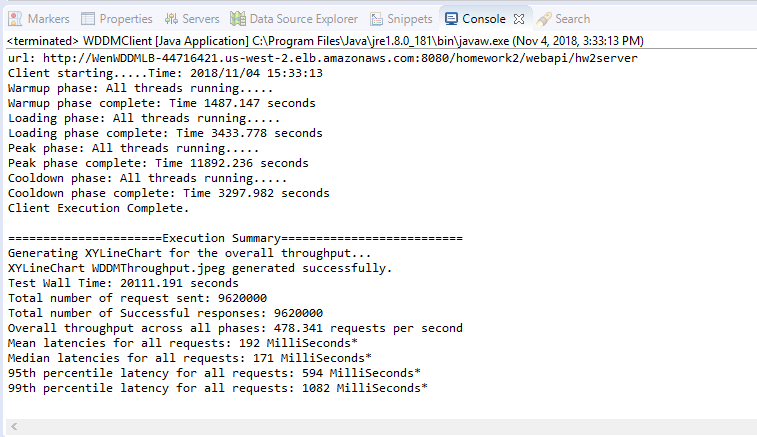 Markers Properties Servers Data Source Explorer Snippets Console Search
<terminated> WDDMClient [Java Application] C:\Program Files\Java\jre1.8.0_181\bin\javaw.exe (Nov 4, 2018, 3:33:13 PM)
url: http://WenWDDMLB-44716421.us-west-2.elb.amazonaws.com:8080/homework2/webapi/hw2server
Client starting.....Time: 2018/11/04 15:33:13
Warmup phase: All threads running.....
Warmup phase complete: Time 1487.147 seconds
Loading phase: All threads running.....
Loading phase complete: Time 3433.778 seconds
Peak phase: All threads running.....
Peak phase complete: Time 11892.236 seconds
Cooldown phase: All threads running.....
Cooldown phase complete: Time 3297.982 seconds
Client Execution Complete.
======================Execution Summary==========================
Generating XYLineChart for the overall throughput...
XYLineChart WDDMThroughput.jpeg generated successfully.
Test Wall Time: 20111.191 seconds
Total number of request sent: 9620000
Total number of Successful responses: 9620000
Overall throughput across all phases: 478.341 requests per second
Mean latencies for all requests: 192 MilliSeconds*
Median latencies for all requests: 171 MilliSeconds*
95th percentile latency for all requests: 594 MilliSeconds*
99th percentile latency for all requests: 1082 MilliSeconds*